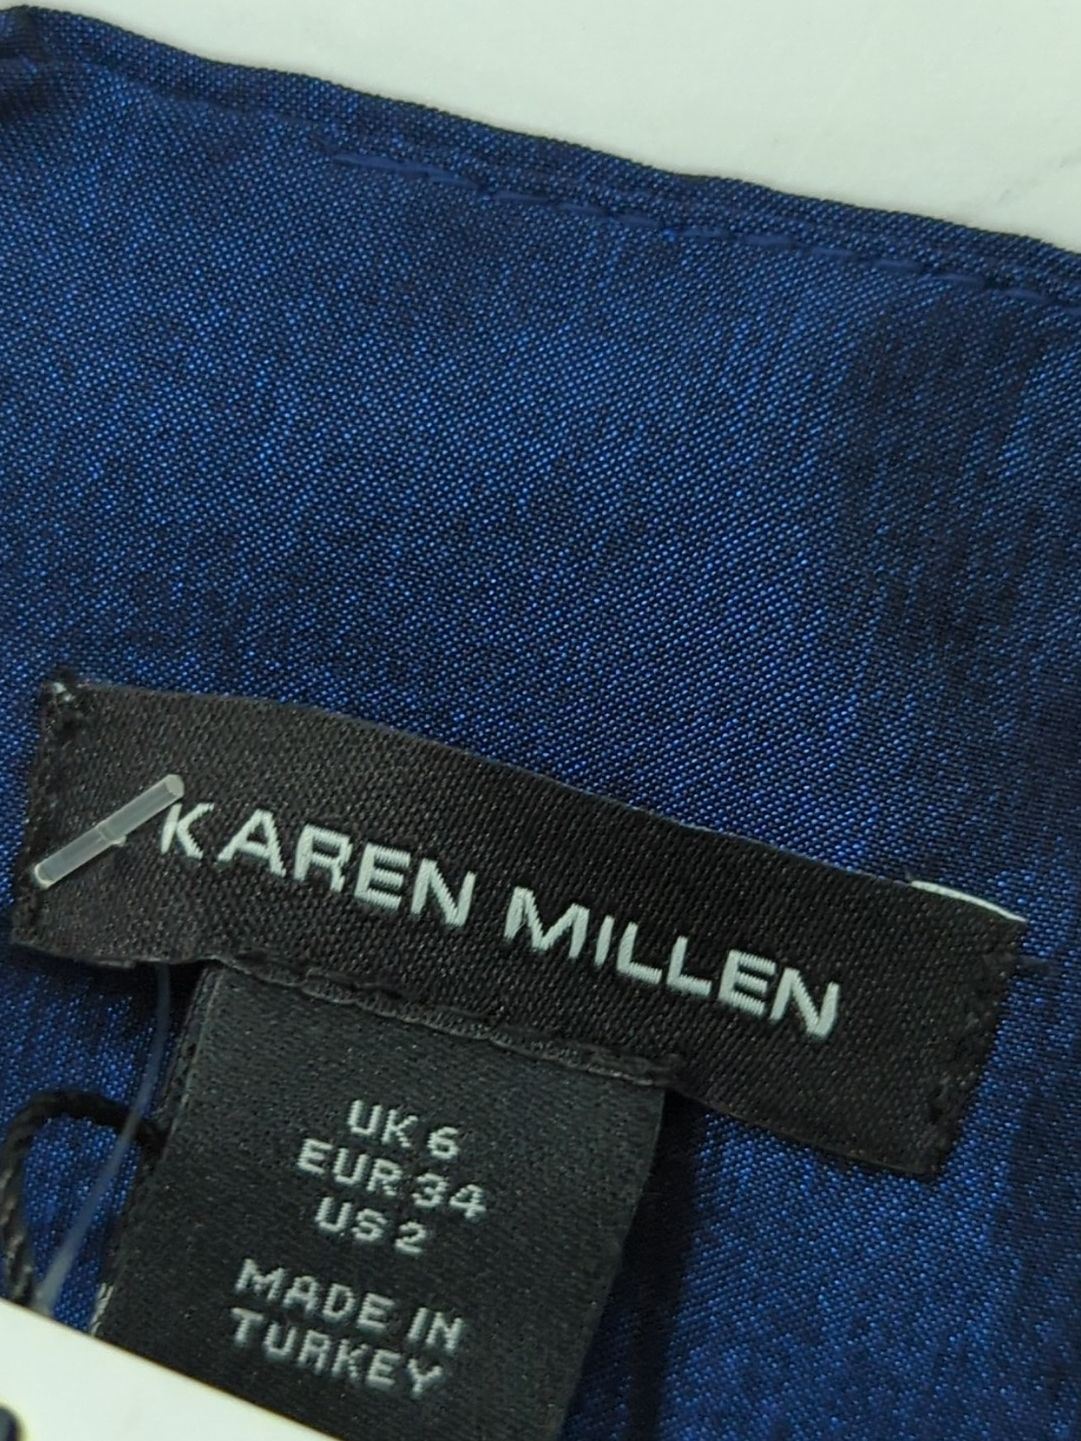 KAREN MILLEN
UK 6
EUR 34
US 2
MADE IN
TURKEY